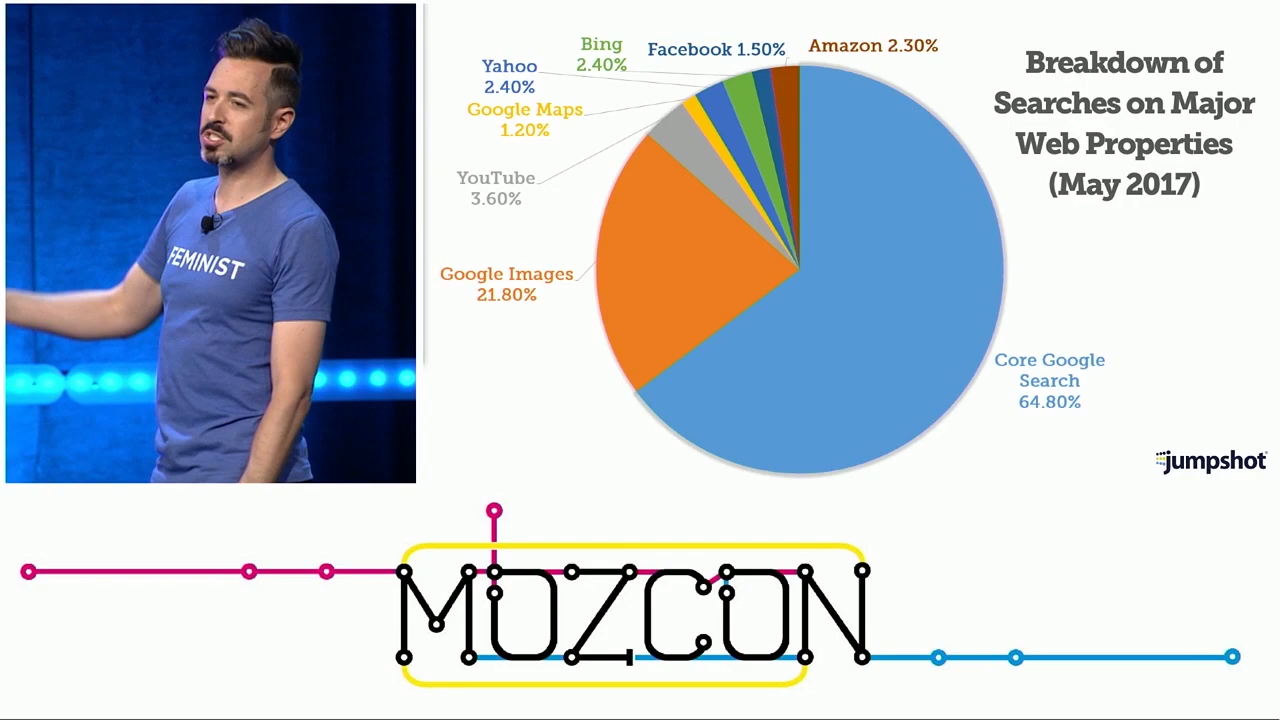 FEMINIST
Bing
2.40%
Facebook 1.50%
Amazon 2.30%
Yahoo
2.40%
Google Maps
1.20%
YouTube
3.60%
Google Images
21.80%
Core Google
Search
64.80%
Breakdown of
Searches on Major
Web Properties
(May 2017)
jumpshot
MOZCON